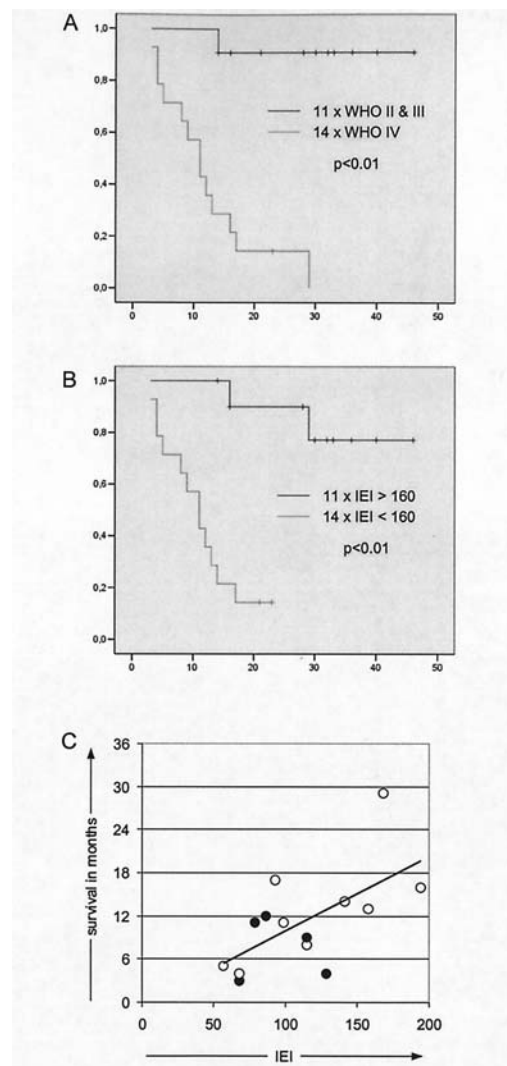 A
1,0
0,8
0,6
0,4
0,2
0,0
11 x WHO II & III
14 x WHO IV
p<0.01
0 10 20 30 40 50
B
1,0
0,8
0,6
0,4
0,2
0,0
11 x IEI > 160
14 x IEI < 160
p<0.01
0 10 20 30 40 50
C
survival in months
36
30
24
18
12
6
0
0 50 100 150 200
IEI